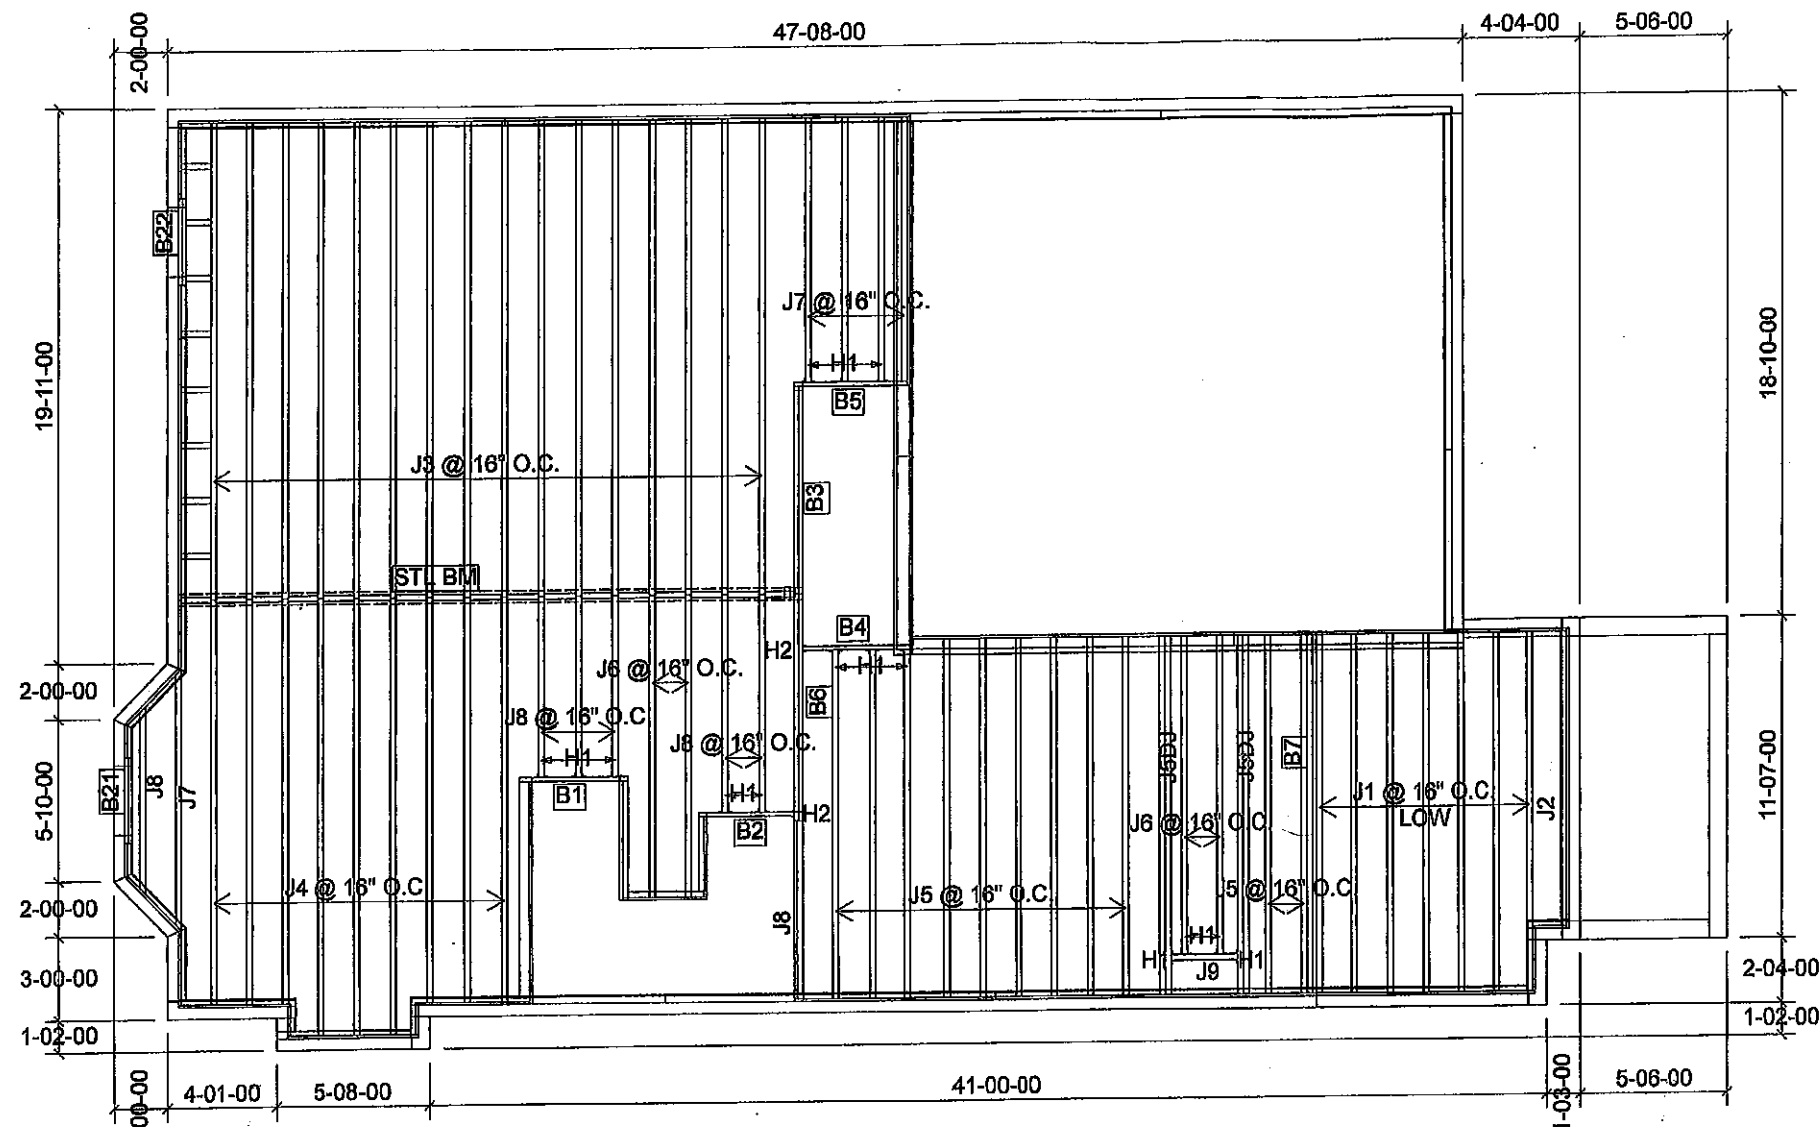 2-00-00
47-08-00
4-04-00
5-06-00
B22
19-11-00
18-10-00
J7 @ 16" O.C.
H1
B5
J3 @ 16" O.C.
B3
STL BM
B4
H2
H1
J6 @ 16" O.C.
B6
2-00-00
J8 @ 16" O.C
J8 @ 16" O.C.
H1
J5DJ
J5DJ
B7
B21
J8
J7
5-10-00
B1
H1
B2
H2
J1 @ 16" O.C
LOW
J2
11-07-00
J6 @ 16" O.C
J4 @ 16" O.C
J5 @ 16" O.C
J5 @ 16" O.C
2-00-00
J8
H1
H1
J9
H1
3-00-00
2-04-00
1-02-00
1-02-00
00-00
4-01-00
5-08-00
41-00-00
1-03-00
5-06-00